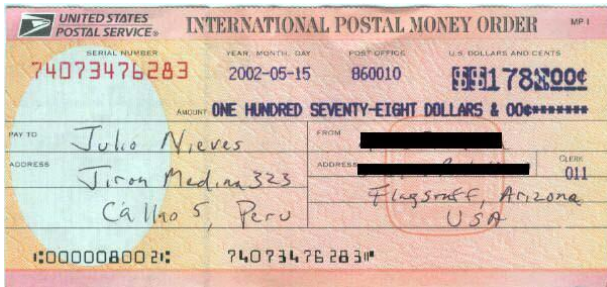 UNITED STATES
POSTAL SERVICE®
INTERNATIONAL POSTAL MONEY ORDER
MP1
SERIAL NUMBER
YEAR, MONTH, DAY
POST OFFICE
U.S. DOLLARS AND CENTS
74073476283
2002-05-15
860010
$$178¤00¢
AMOUNT ONE HUNDRED SEVENTY-EIGHT DOLLARS & 00¢*******
PAY TO
Julio Nieves
FROM
ADDRESS
Jiron Medina 323
ADDRESS
CLERK
011
Callao 5, Peru
Flagstaff, Arizona
USA
⑆000008002⑆
74073476283⑈